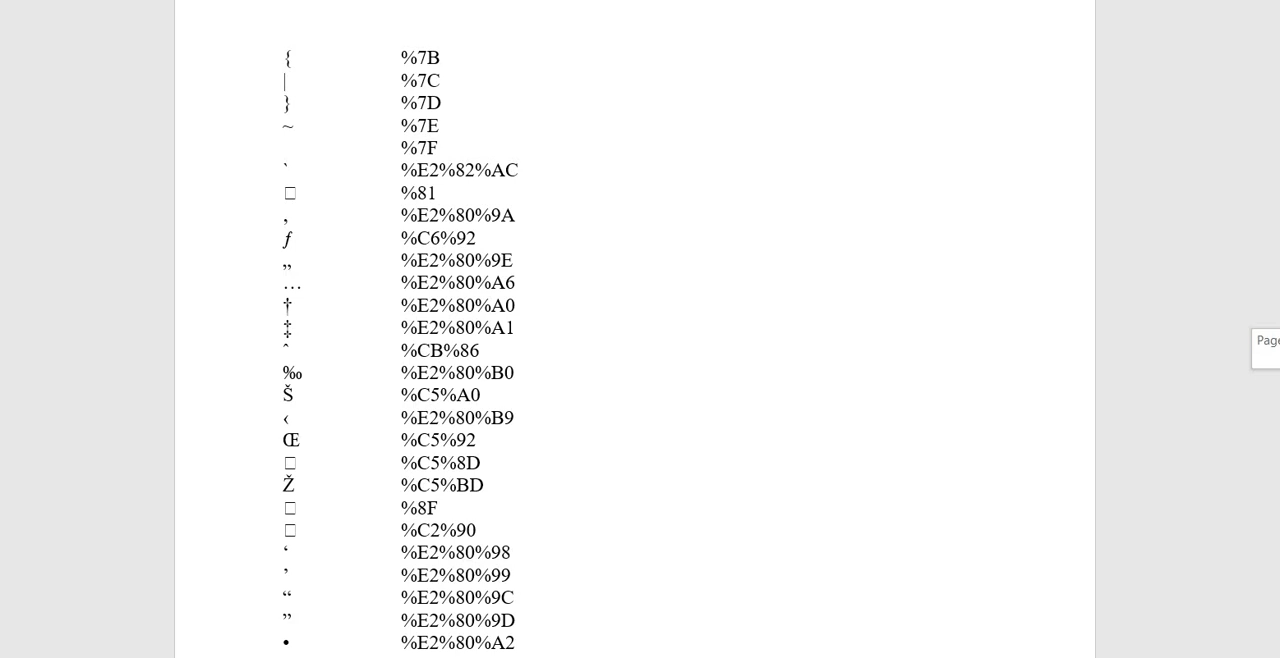 { %7B
| %7C
} %7D
~ %7E
%7F
` %E2%82%AC
□ %81
‚ %E2%80%9A
ƒ %C6%92
„ %E2%80%9E
… %E2%80%A6
† %E2%80%A0
‡ %E2%80%A1
ˆ %CB%86
‰ %E2%80%B0
Š %C5%A0
‹ %E2%80%B9
Œ %C5%92
□ %C5%8D
Ž %C5%BD
□ %8F
□ %C2%90
‘ %E2%80%98
’ %E2%80%99
“ %E2%80%9C
” %E2%80%9D
• %E2%80%A2